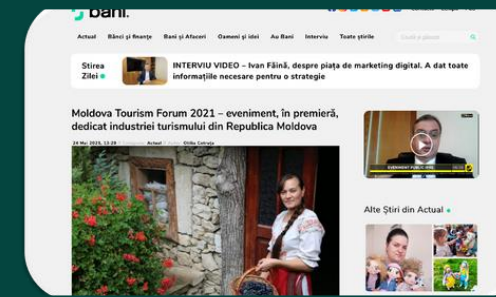 bani.
Actual Bănci și finanțe Bani și Afaceri Oameni și idei Au Bani Interviu Toate știrile
Stirea
Zilei
INTERVIU VIDEO – Ivan Făină, despre piața de marketing digital. A dat toate
informațiile necesare pentru o strategie
Moldova Tourism Forum 2021 – eveniment, în premieră,
dedicat industriei turismului din Republica Moldova
Actual
Alte Știri din Actual